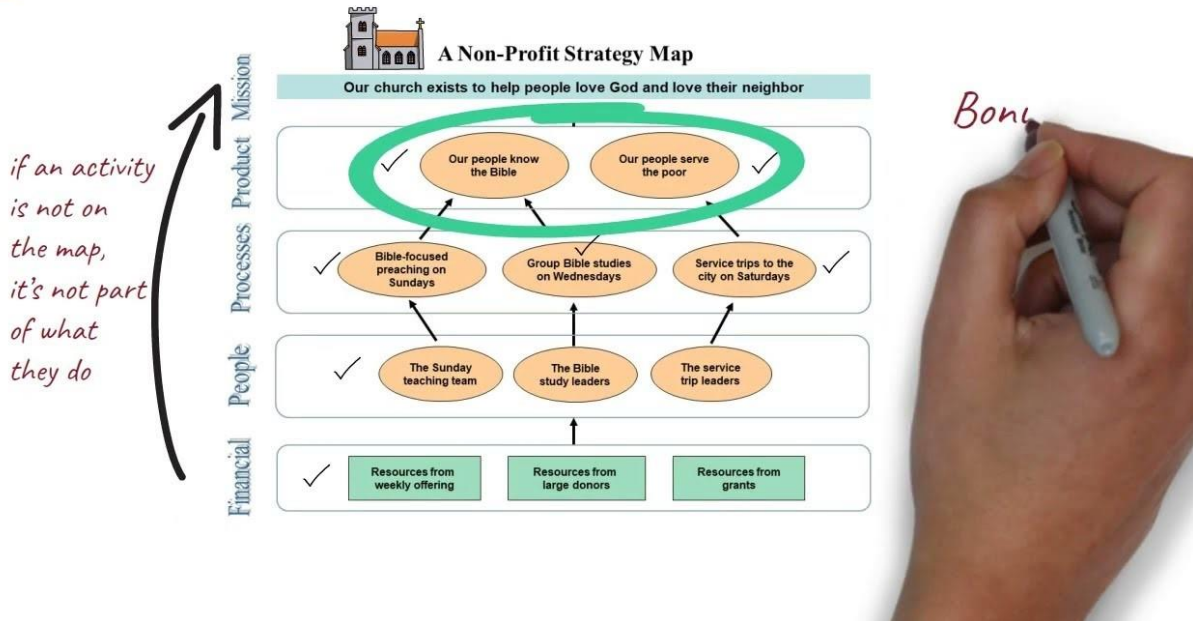 A Non-Profit Strategy Map
Mission
Our church exists to help people love God and love their neighbor
if an activity
is not on
the map,
it's not part
of what
they do
Product
Our people know
the Bible
Our people serve
the poor
Processes
Bible-focused
preaching on
Sundays
Group Bible studies
on Wednesdays
Service trips to the
city on Saturdays
People
The Sunday
teaching team
The Bible
study leaders
The service
trip leaders
Financial
Resources from
weekly offering
Resources from
large donors
Resources from
grants